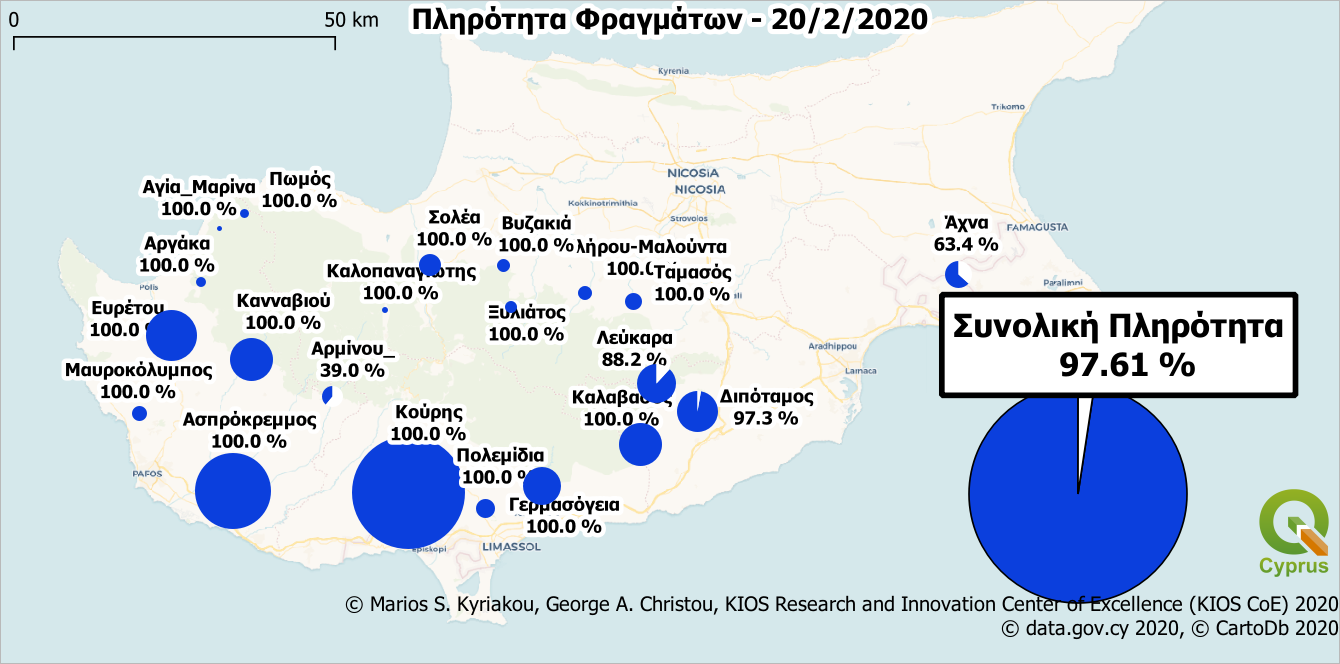 0 50 km
Πληρότητα Φραγμάτων - 20/2/2020
Kyrenia
Trikomo
NICOSIA
NICOSIA
Kokkinotrimithia
Strovolos
Πωμός
100.0 %
Αγία_Μαρίνα
100.0 %
Αργάκα
100.0 %
Polis
Σολέα
100.0 %
Βυζακιά
100.0 %
λήρου-Μαλούντα
100.0
Ταμασός
100.0 %
Άχνα
63.4 %
FAMAGUSTA
Paralimni
Καλοπαναγιώτης
100.0 %
Ευρέτου
100.0
Κανναβιού
100.0 %
Ξυλιάτος
100.0 %
Λεύκαρα
88.2 %
Αρμίνου_
39.0 %
Μαυροκόλυμπος
100.0 %
Aradhippou
Larnaca
Καλαβασός
100.0 %
Διπόταμος
97.3 %
Συνολική Πληρότητα
97.61 %
Ασπρόκρεμμος
100.0 %
Κούρης
100.0 %
Πολεμίδια
100.0 %
PAFOS
Γερμασόγεια
100.0 %
Episkopi
LIMASSOL
Cyprus
© Marios S. Kyriakou, George A. Christou, KIOS Research and Innovation Center of Excellence (KIOS CoE) 2020
© data.gov.cy 2020, © CartoDb 2020